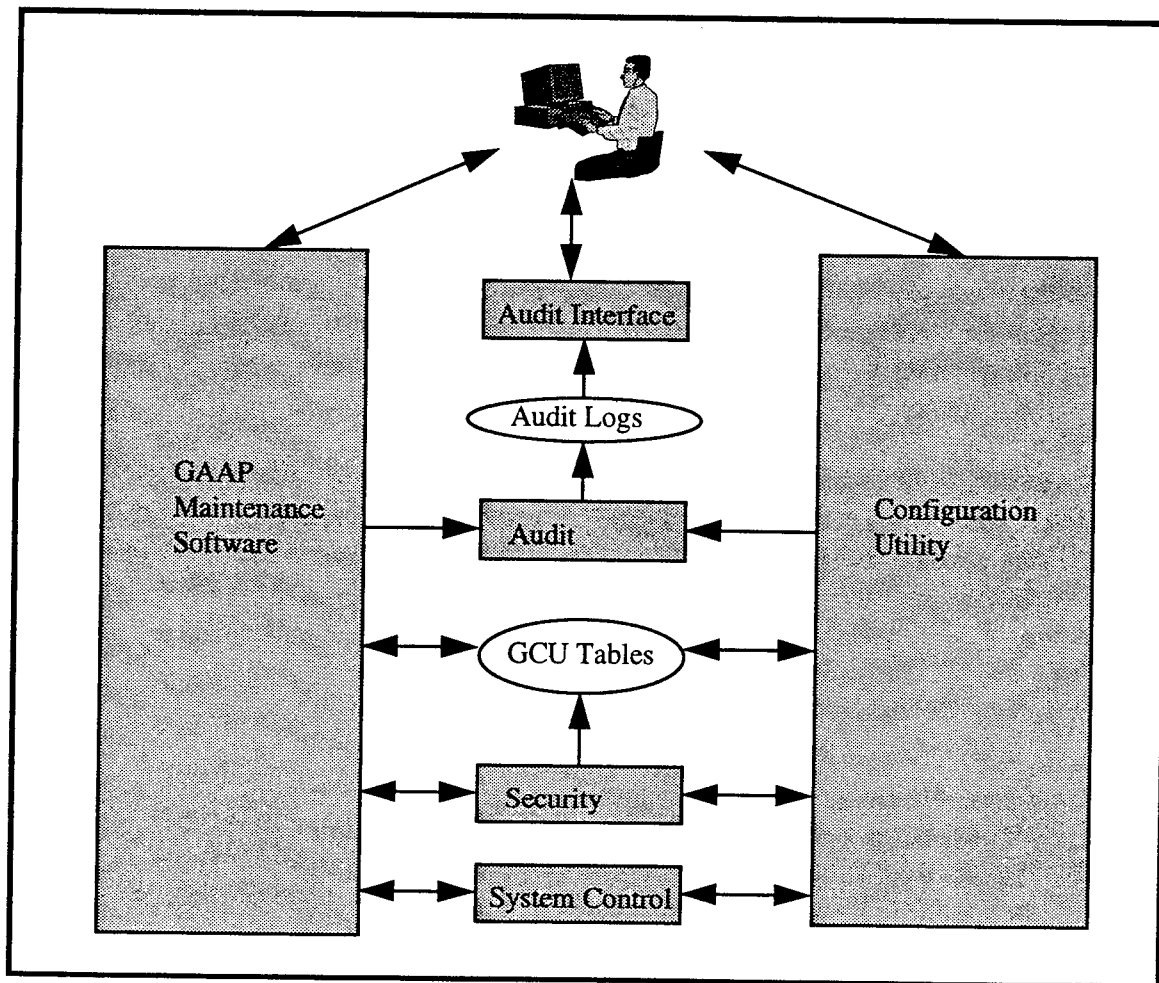 Audit Interface
Audit Logs
GAAP
Maintenance
Software
Audit
Configuration
Utility
GCU Tables
Security
System Control